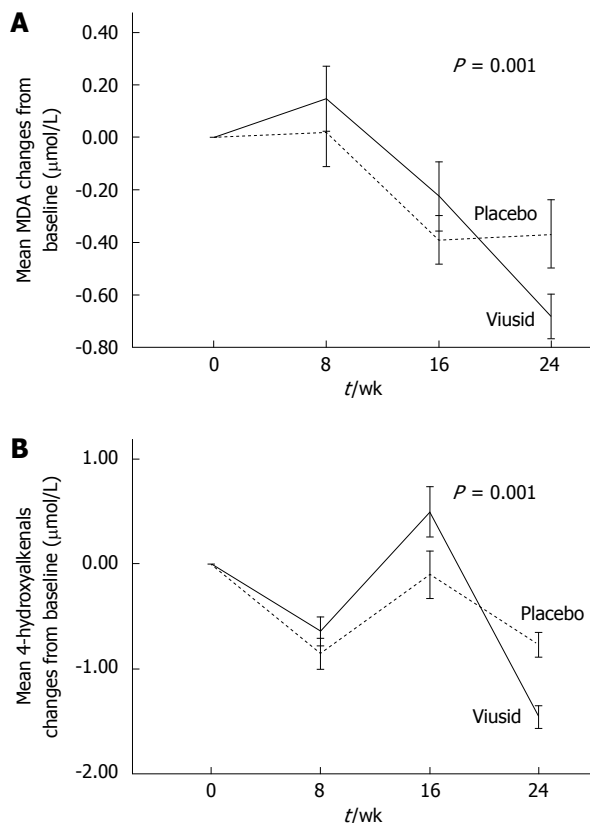 A
Mean MDA changes from
baseline (μmol/L)
0.40
0.20
0.00
-0.20
-0.40
-0.60
-0.80
P = 0.001
Placebo
Viusid
0
8
16
24
t/wk
B
Mean 4-hydroxyalkenals
changes from baseline (μmol/L)
1.00
0.00
-1.00
-2.00
P = 0.001
Placebo
Viusid
0
8
16
24
t/wk